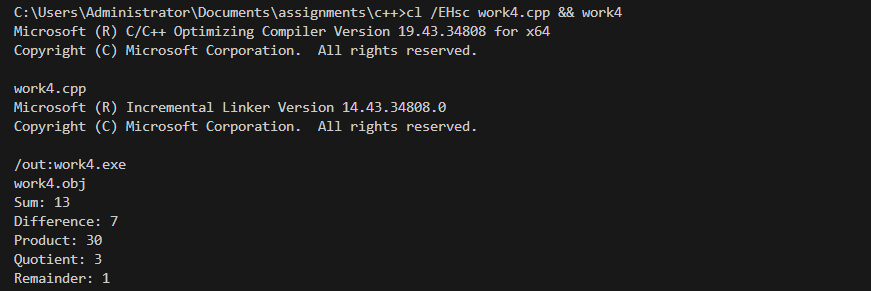 C:\Users\Administrator\Documents\assignments\c++>cl /EHsc work4.cpp && work4
Microsoft (R) C/C++ Optimizing Compiler Version 19.43.34808 for x64
Copyright (C) Microsoft Corporation.  All rights reserved.

work4.cpp
Microsoft (R) Incremental Linker Version 14.43.34808.0
Copyright (C) Microsoft Corporation.  All rights reserved.

/out:work4.exe
work4.obj
Sum: 13
Difference: 7
Product: 30
Quotient: 3
Remainder: 1